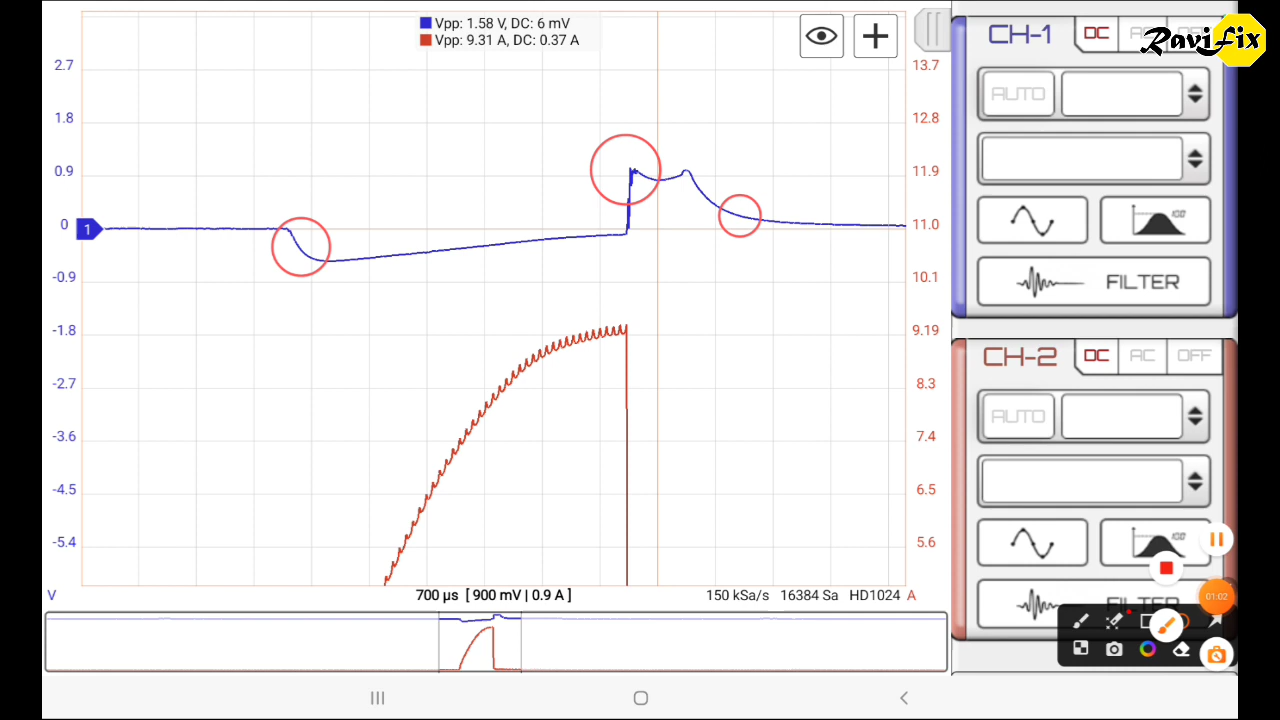 Vpp: 1.58 V, DC: 6 mV
Vpp: 9.31 A, DC: 0.37 A
2.7
1.8
0.9
0
-0.9
-1.8
-2.7
-3.6
-4.5
-5.4
V
1
13.7
12.8
11.9
11.0
10.1
9.19
8.3
7.4
6.5
5.6
A
700 µs [ 900 mV | 0.9 A ]
150 kSa/s 16384 Sa HD1024
CH-1
DC
RaviFix
AUTO
FILTER
CH-2
DC AC OFF
AUTO
FILTER
01:02